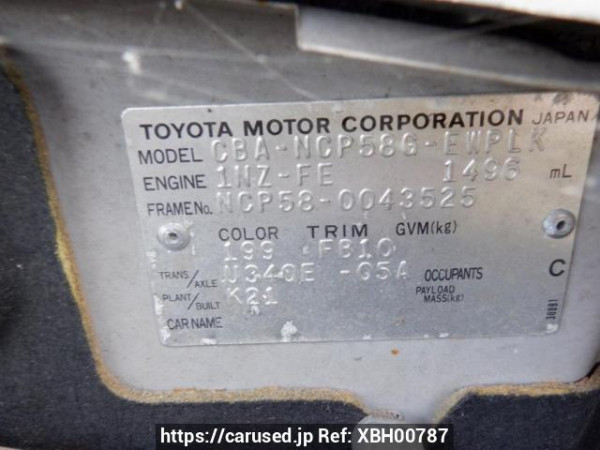 TOYOTA MOTOR CORPORATION JAPAN
MODEL CBA-NCP58G-EWPLK
ENGINE 1NZ-FE 1496 mL
FRAME No. NCP58-0043525
COLOR TRIM GVM(kg)
199 FB10
TRANS/AXLE U340E -05A OCCUPANTS C
PLANT/BUILT K21 PAYLOAD MASS(kg)
CAR NAME
https://carused.jp Ref: XBH00787